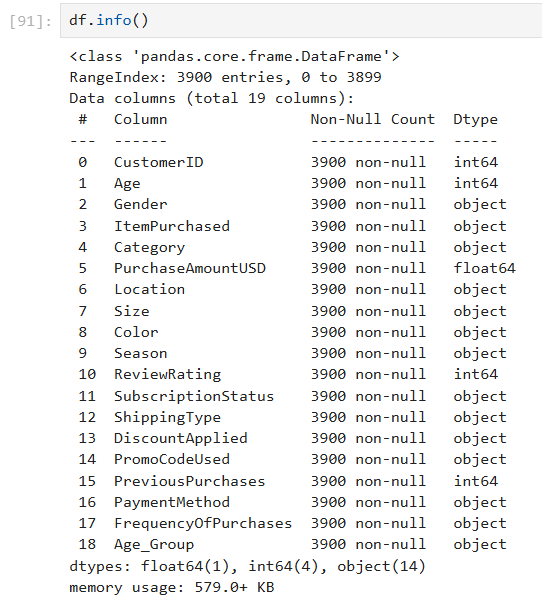 [91]: df.info()
<class 'pandas.core.frame.DataFrame'>
RangeIndex: 3900 entries, 0 to 3899
Data columns (total 19 columns):
 #   Column                Non-Null Count  Dtype
---  ------                --------------  -----
 0   CustomerID            3900 non-null   int64
 1   Age                   3900 non-null   int64
 2   Gender                3900 non-null   object
 3   ItemPurchased         3900 non-null   object
 4   Category              3900 non-null   object
 5   PurchaseAmountUSD     3900 non-null   float64
 6   Location              3900 non-null   object
 7   Size                  3900 non-null   object
 8   Color                 3900 non-null   object
 9   Season                3900 non-null   object
 10  ReviewRating          3900 non-null   int64
 11  SubscriptionStatus    3900 non-null   object
 12  ShippingType          3900 non-null   object
 13  DiscountApplied       3900 non-null   object
 14  PromoCodeUsed         3900 non-null   object
 15  PreviousPurchases     3900 non-null   int64
 16  PaymentMethod         3900 non-null   object
 17  FrequencyOfPurchases  3900 non-null   object
 18  Age_Group             3900 non-null   object
dtypes: float64(1), int64(4), object(14)
memory usage: 579.0+ KB